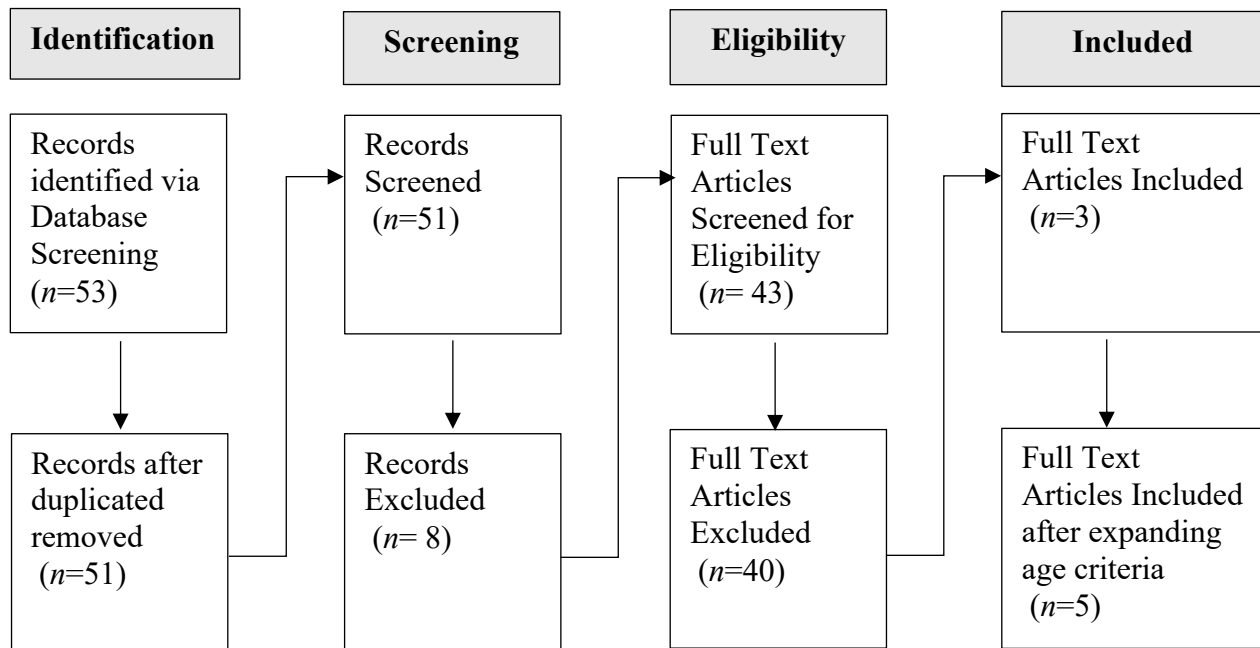 Identification
Records
identified via
Database
Screening
(n=53)
Records after
duplicated
removed
(n=51)
Screening
Records
Screened
(n=51)
Records
Excluded
(n= 8)
Eligibility
Full Text
Articles
Screened for
Eligibility
(n= 43)
Full Text
Articles
Excluded
(n=40)
Included
Full Text
Articles Included
(n=3)
Full Text
Articles Included
after expanding
age criteria
(n=5)